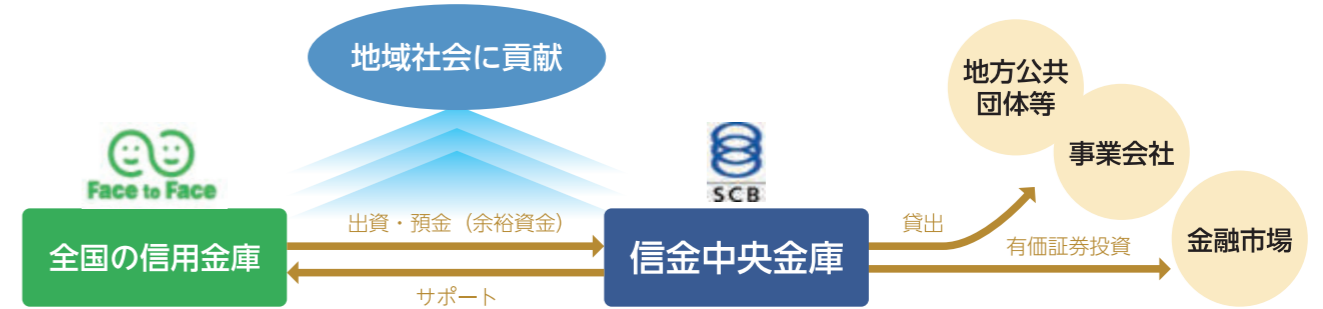 地域社会に貢献
Face to Face
全国の信用金庫
出資・預金（余裕資金）
サポート
SCB
信金中央金庫
貸出
有価証券投資
地方公共
団体等
事業会社
金融市場